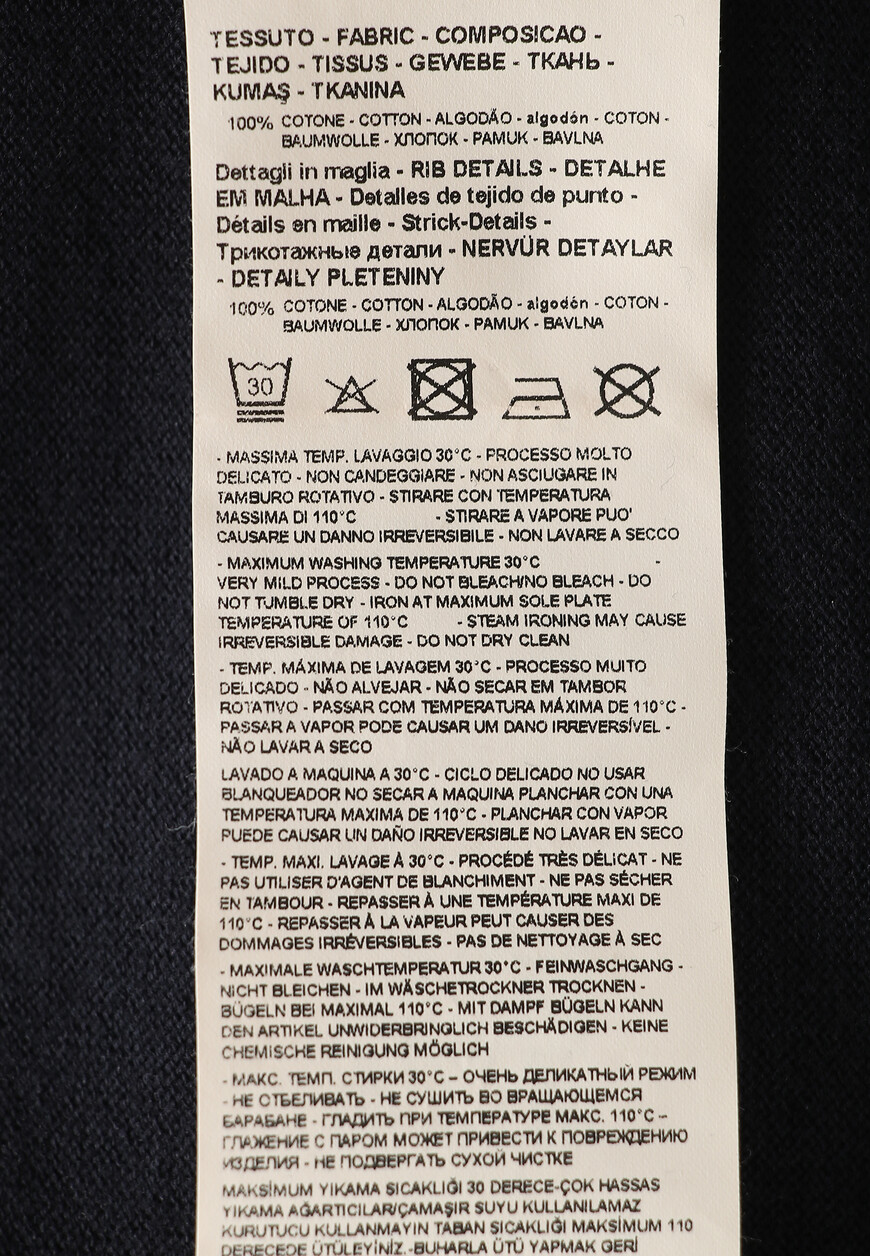 TESSUTO - FABRIC - COMPOSICAO -
TEJIDO - TISSUS - GEWEBE - ТКАНЬ -
KUMAŞ - TKANINA
100% COTONE - COTTON - ALGODÃO - algodón - COTON -
BAUMWOLLE - ХЛОПОК - PAMUK - BAVLNA
Dettagli in maglia - RIB DETAILS - DETALHE
EM MALHA - Detalles de tejido de punto -
Détails en maille - Strick-Details -
Трикотажные детали - NERVÜR DETAYLAR
- DETAILY PLETENINY
100% COTONE - COTTON - ALGODÃO - algodón - COTON -
BAUMWOLLE - ХЛОПОК - PAMUK - BAVLNA
30
- MASSIMA TEMP. LAVAGGIO 30°C - PROCESSO MOLTO
DELICATO - NON CANDEGGIARE - NON ASCIUGARE IN
TAMBURO ROTATIVO - STIRARE CON TEMPERATURA
MASSIMA DI 110°C - STIRARE A VAPORE PUO'
CAUSARE UN DANNO IRREVERSIBILE - NON LAVARE A SECCO
- MAXIMUM WASHING TEMPERATURE 30°C -
VERY MILD PROCESS - DO NOT BLEACH/NO BLEACH - DO
NOT TUMBLE DRY - IRON AT MAXIMUM SOLE PLATE
TEMPERATURE OF 110°C - STEAM IRONING MAY CAUSE
IRREVERSIBLE DAMAGE - DO NOT DRY CLEAN
- TEMP. MÁXIMA DE LAVAGEM 30°C - PROCESSO MUITO
DELICADO - NÃO ALVEJAR - NÃO SECAR EM TAMBOR
ROTATIVO - PASSAR COM TEMPERATURA MÁXIMA DE 110°C -
PASSAR A VAPOR PODE CAUSAR UM DANO IRREVERSÍVEL -
NÃO LAVAR A SECO
LAVADO A MAQUINA A 30°C - CICLO DELICADO NO USAR
BLANQUEADOR NO SECAR A MAQUINA PLANCHAR CON UNA
TEMPERATURA MAXIMA DE 110°C - PLANCHAR CON VAPOR
PUEDE CAUSAR UN DAÑO IRREVERSIBLE NO LAVAR EN SECO
- TEMP. MAXI. LAVAGE À 30°C - PROCÉDÉ TRÈS DÉLICAT - NE
PAS UTILISER D'AGENT DE BLANCHIMENT - NE PAS SÉCHER
EN TAMBOUR - REPASSER À UNE TEMPÉRATURE MAXI DE
110°C - REPASSER À LA VAPEUR PEUT CAUSER DES
DOMMAGES IRRÉVERSIBLES - PAS DE NETTOYAGE À SEC
- MAXIMALE WASCHTEMPERATUR 30°C - FEINWASCHGANG -
NICHT BLEICHEN - IM WÄSCHETROCKNER TROCKNEN -
BÜGELN BEI MAXIMAL 110°C - MIT DAMPF BÜGELN KANN
DEN ARTIKEL UNWIDERBRINGLICH BESCHÄDIGEN - KEINE
CHEMISCHE REINIGUNG MÖGLICH
- МАКС. ТЕМП. СТИРКИ 30°C – ОЧЕНЬ ДЕЛИКАТНЫЙ РЕЖИМ
- НЕ ОТБЕЛИВАТЬ - НЕ СУШИТЬ ВО ВРАЩАЮЩЕМСЯ
БАРАБАНЕ - ГЛАДИТЬ ПРИ ТЕМПЕРАТУРЕ МАКС. 110°C –
ГЛАЖЕНИЕ С ПАРОМ МОЖЕТ ПРИВЕСТИ К ПОВРЕЖДЕНИЮ
ИЗДЕЛИЯ - НЕ ПОДВЕРГАТЬ СУХОЙ ЧИСТКЕ
MAKSİMUM YIKAMA SICAKLIĞI 30 DERECE-ÇOK HASSAS
YIKAMA AĞARTICILAR/ÇAMAŞIR SUYU KULLANILAMAZ
KURUTUCU KULLANMAYIN TABAN SICAKLIĞI MAKSİMUM 110
DERECEDE ÜTÜLEYİNİZ.-BUHARLA ÜTÜ YAPMAK GERİ